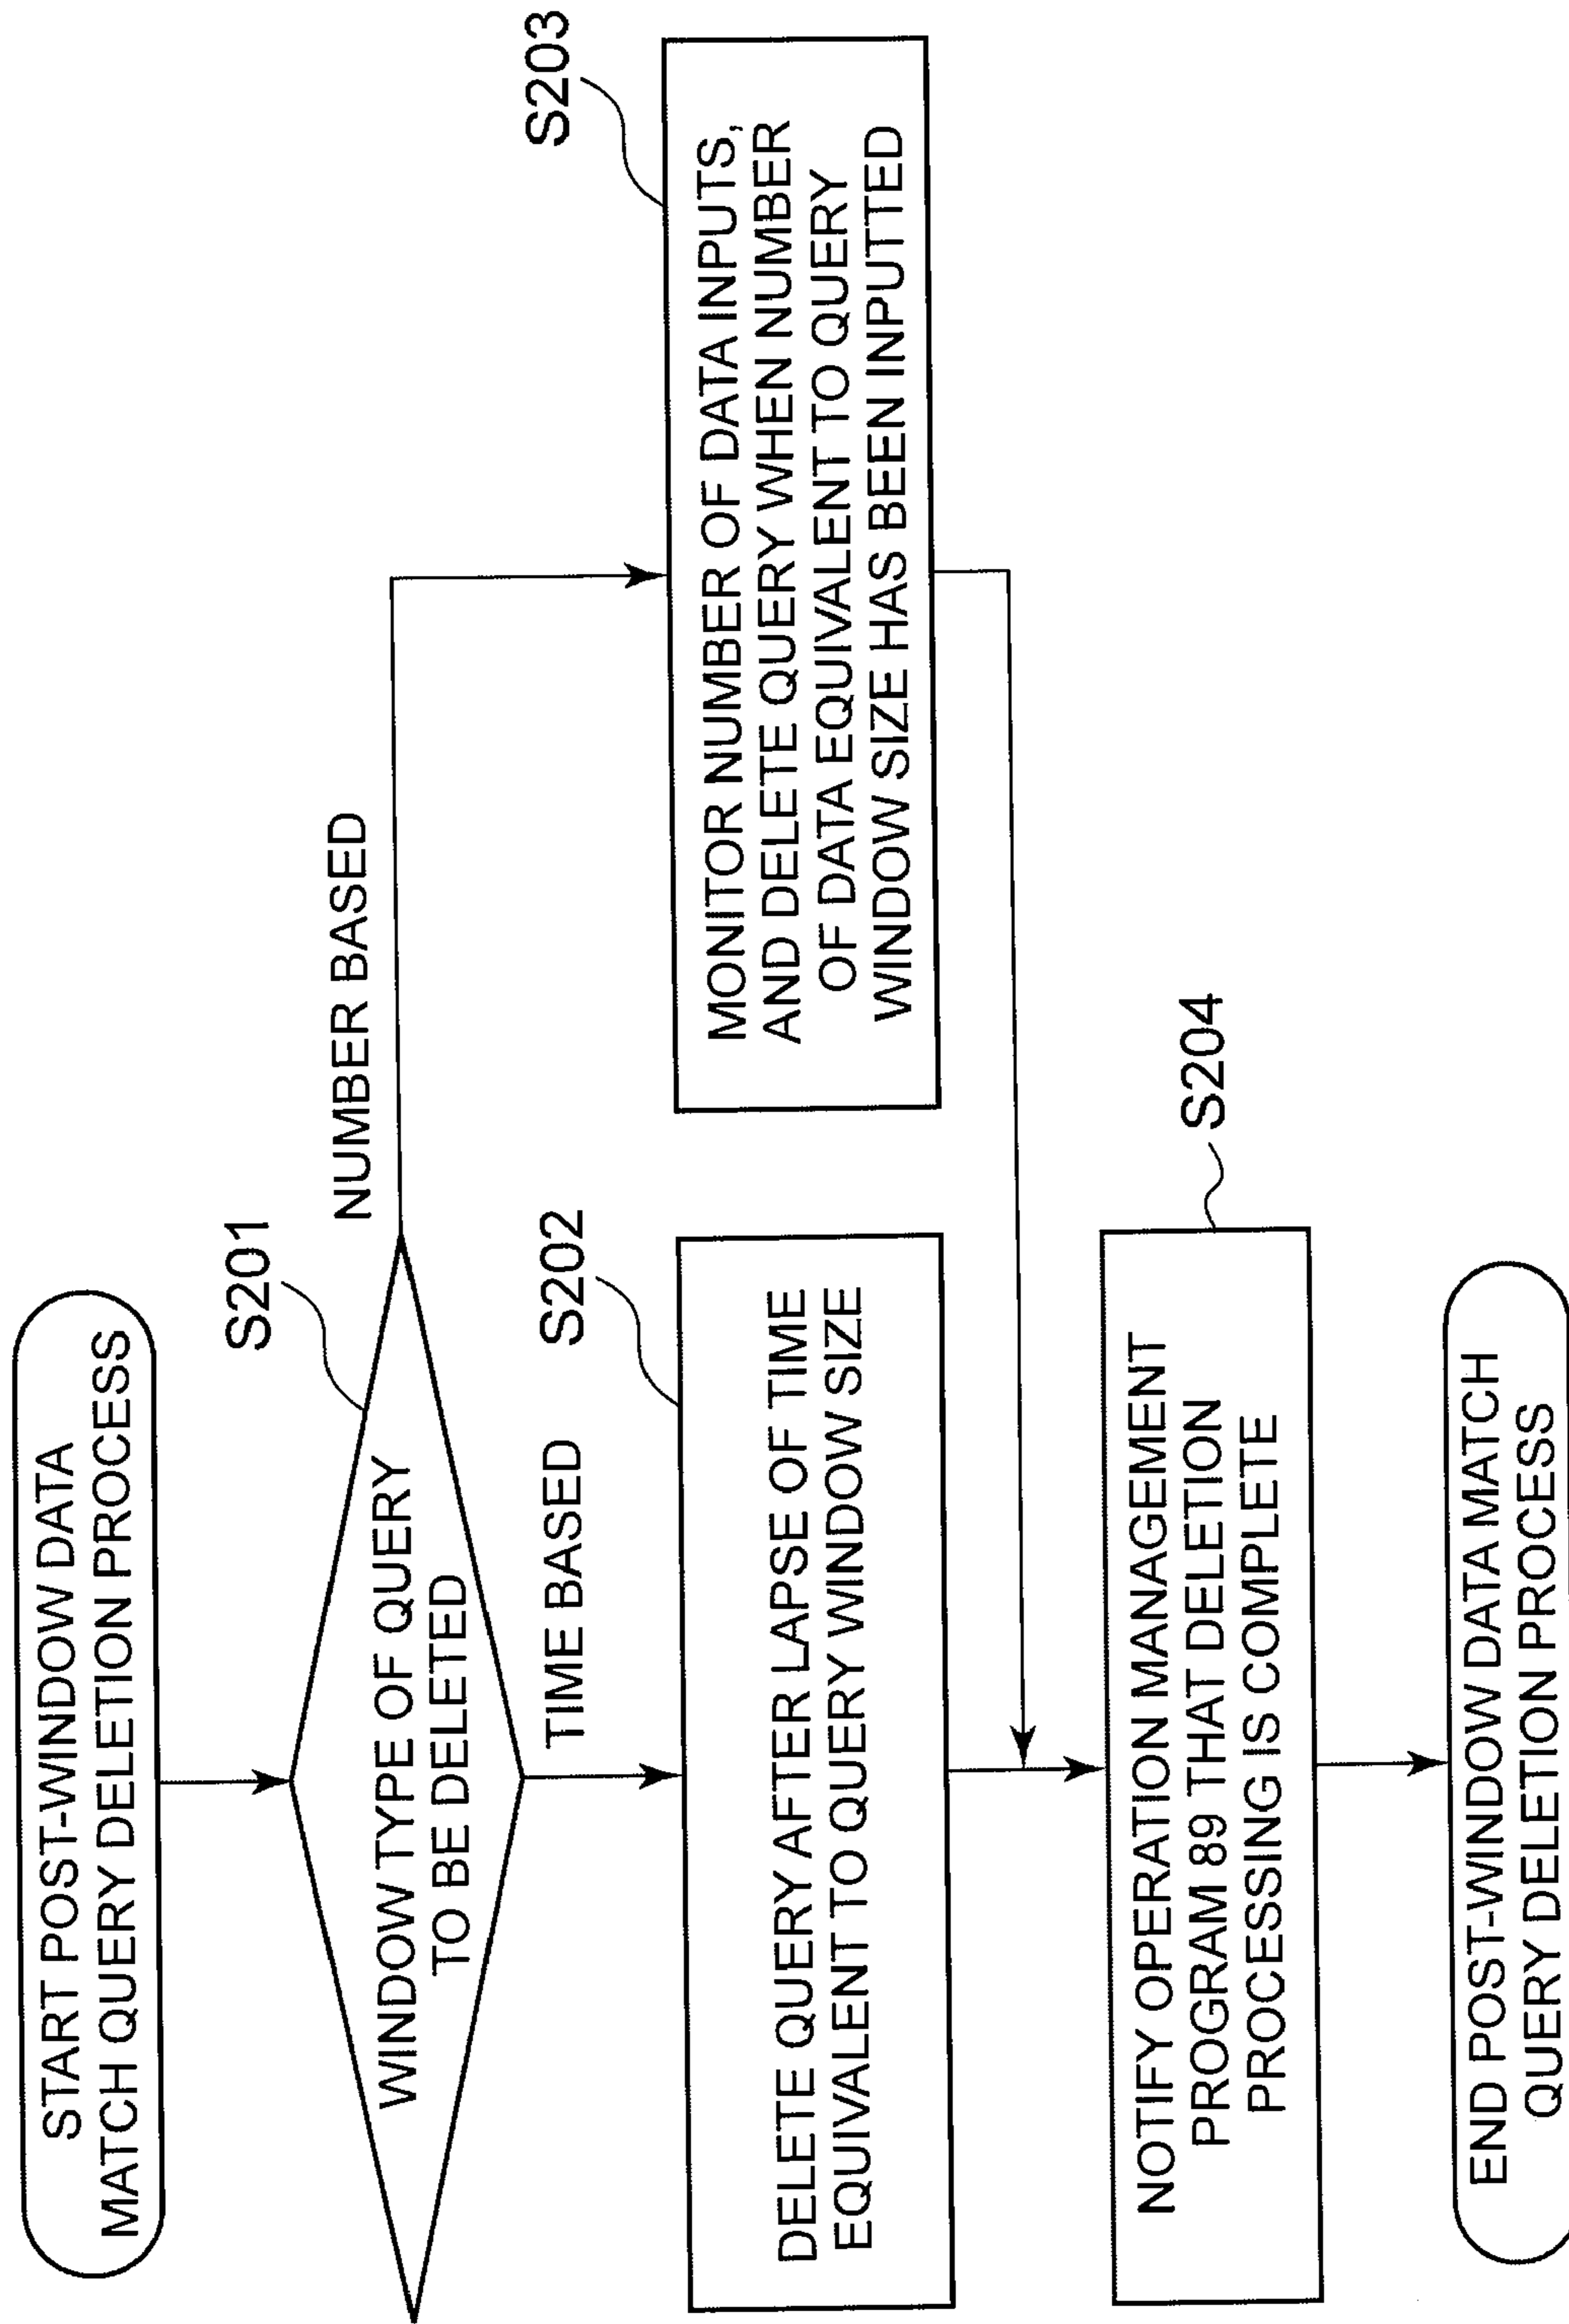 START POST-WINDOW DATA
MATCH QUERY DELETION PROCESS
S201
WINDOW TYPE OF QUERY
TO BE DELETED
NUMBER BASED
TIME BASED
S202
DELETE QUERY AFTER LAPSE OF TIME
EQUIVALENT TO QUERY WINDOW SIZE
S203
MONITOR NUMBER OF DATA INPUTS,
AND DELETE QUERY WHEN NUMBER
OF DATA EQUIVALENT TO QUERY
WINDOW SIZE HAS BEEN INPUTTED
S204
NOTIFY OPERATION MANAGEMENT
PROGRAM 89 THAT DELETION
PROCESSING IS COMPLETE
END POST-WINDOW DATA MATCH
QUERY DELETION PROCESS